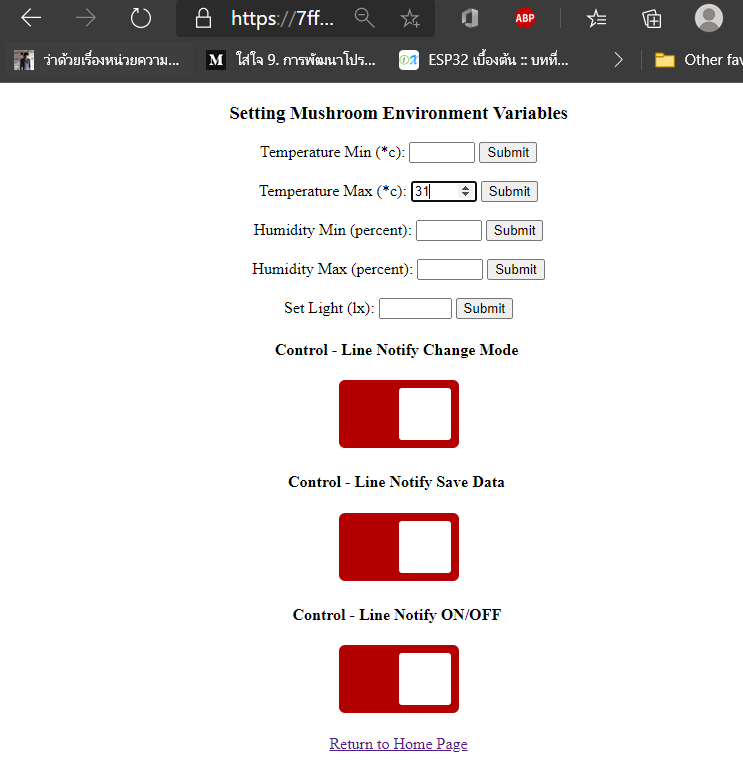 https://7ff...
ABP
ว่าด้วยเรื่องหน่วยความ... M ใส่ใจ 9. การพัฒนาโปร... ESP32 เบื้องต้น :: บทที่... Other fav
Setting Mushroom Environment Variables
Temperature Min (*c): Submit
Temperature Max (*c): 31 Submit
Humidity Min (percent): Submit
Humidity Max (percent): Submit
Set Light (lx): Submit
Control - Line Notify Change Mode
Control - Line Notify Save Data
Control - Line Notify ON/OFF
Return to Home Page